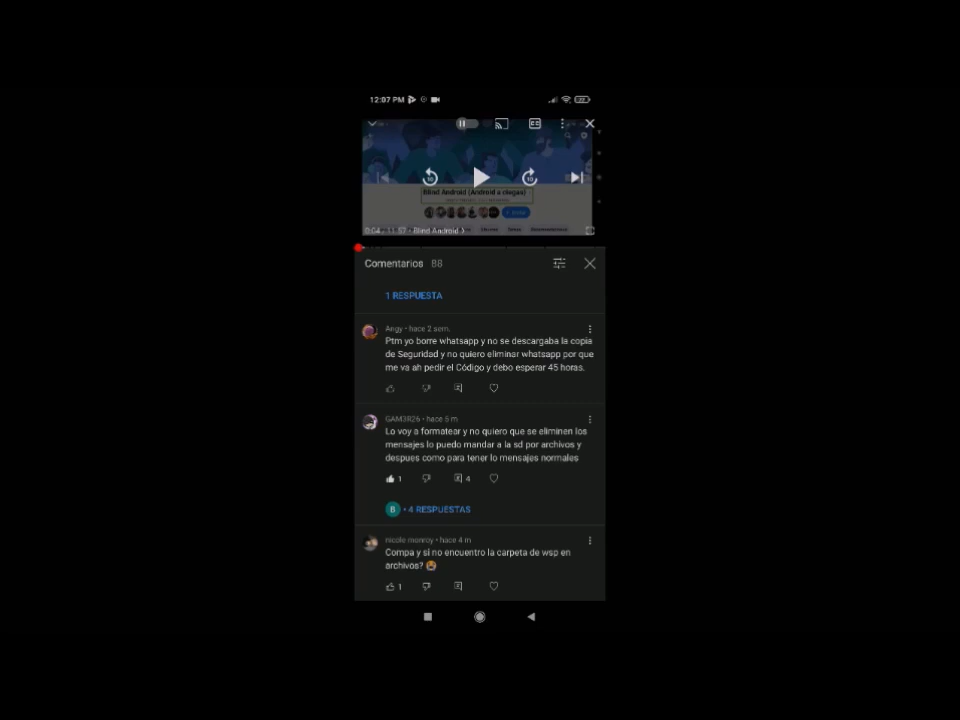 12:07 PM
Blind Android (Android a ciegas)
0:04
Blind Android
Comentarios 88
1 RESPUESTA
Angy • hace 2 sem.
Ptm yo borre whatsapp y no se descargaba la copia
de Seguridad y no quiero eliminar whatsapp por que
me va ah pedir el Código y debo esperar 45 horas.
GAM3R26 • hace 5 m
Lo voy a formatear y no quiero que se eliminen los
mensajes lo puedo mandar a la sd por archivos y
despues como para tener lo mensajes normales
1 4
B • 4 RESPUESTAS
nicole monroy • hace 4 m
Compa y si no encuentro la carpeta de wsp en
archivos?
1